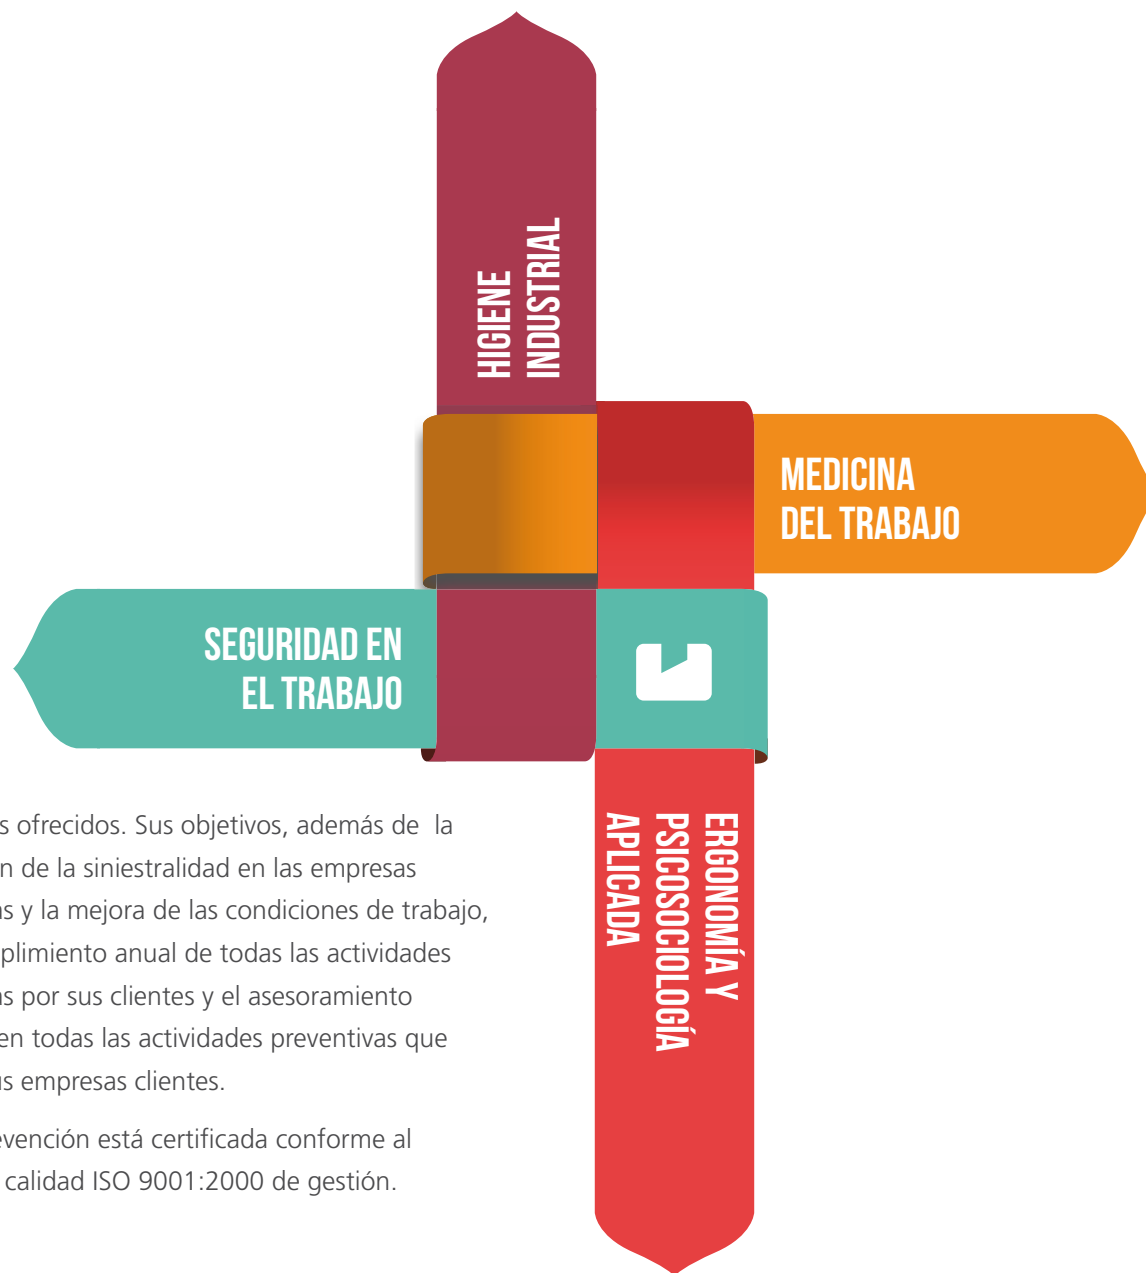 HIGIENE
INDUSTRIAL
MEDICINA
DEL TRABAJO
SEGURIDAD EN
EL TRABAJO
ERGONOMÍA Y
PSICOSOCIOLOGÍA
APLICADA
s ofrecidos. Sus objetivos, además de la
n de la siniestralidad en las empresas
as y la mejora de las condiciones de trabajo,
plimiento anual de todas las actividades
as por sus clientes y el asesoramiento
en todas las actividades preventivas que
us empresas clientes.
evención está certificada conforme al
calidad ISO 9001:2000 de gestión.